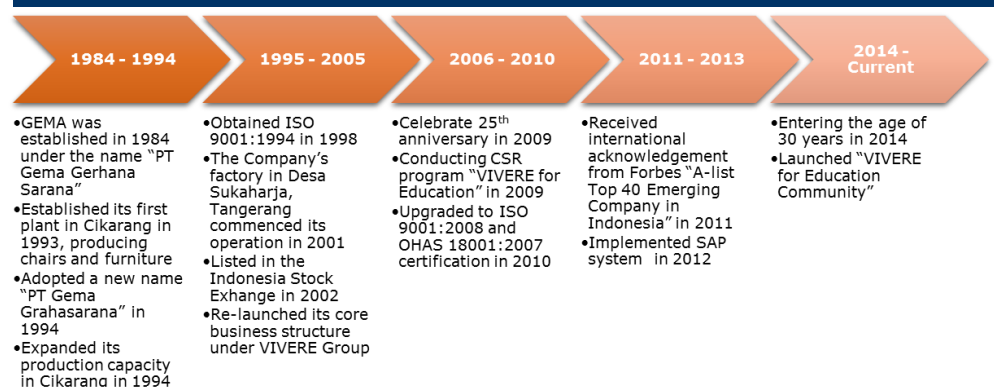 1984 - 1994
•GEMA was
established in 1984
under the name “PT
Gema Gerhana
Sarana”
•Established its first
plant in Cikarang in
1993, producing
chairs and furniture
•Adopted a new name
“PT Gema
Grahasarana” in
1994
•Expanded its
production capacity
in Cikarang in 1994
1995 - 2005
•Obtained ISO
9001:1994 in 1998
•The Company’s
factory in Desa
Sukaharja,
Tangerang
commenced its
operation in 2001
•Listed in the
Indonesia Stock
Exhange in 2002
•Re-launched its core
business structure
under VIVERE Group
2006 - 2010
•Celebrate 25th
anniversary in 2009
•Conducting CSR
program “VIVERE for
Education” in 2009
•Upgraded to ISO
9001:2008 and
OHAS 18001:2007
certification in 2010
2011 - 2013
•Received
international
acknowledgement
from Forbes “A-list
Top 40 Emerging
Company in
Indonesia” in 2011
•Implemented SAP
system in 2012
2014 -
Current
•Entering the age of
30 years in 2014
•Launched “VIVERE
for Education
Community”